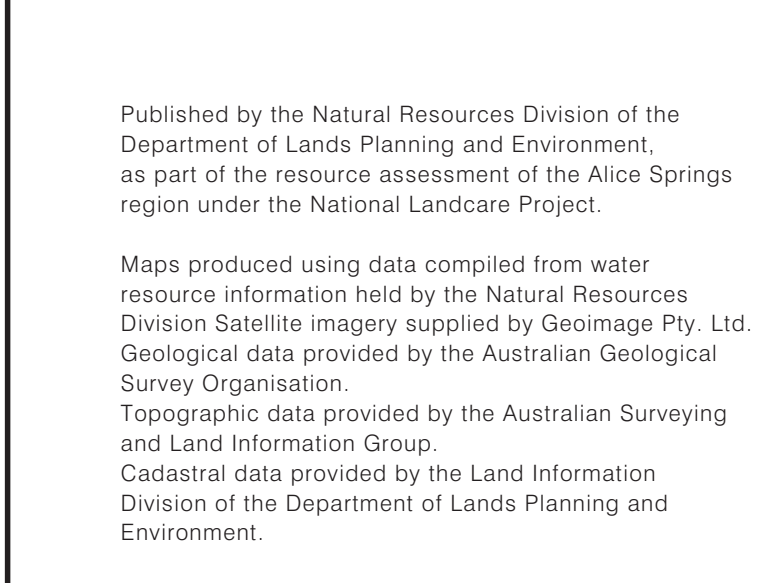 Published by the Natural Resources Division of the
Department of Lands Planning and Environment,
as part of the resource assessment of the Alice Springs
region under the National Landcare Project.
Maps produced using data compiled from water
resource information held by the Natural Resources
Division Satellite imagery supplied by Geoimage Pty. Ltd.
Geological data provided by the Australian Geological
Survey Organisation.
Topographic data provided by the Australian Surveying
and Land Information Group.
Cadastral data provided by the Land Information
Division of the Department of Lands Planning and
Environment.